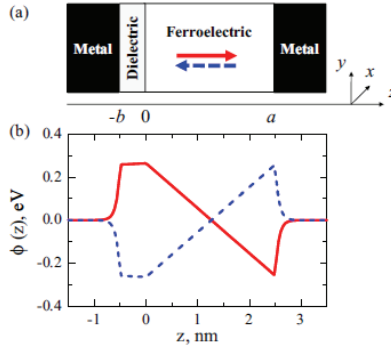 (a)
Metal
Dielectric
Ferroelectric
Metal
-b 0 a z
y
x
(b)
ϕ (z), eV
0.4
0.2
0.0
-0.2
-0.4
-1 0 1 2 3
z, nm